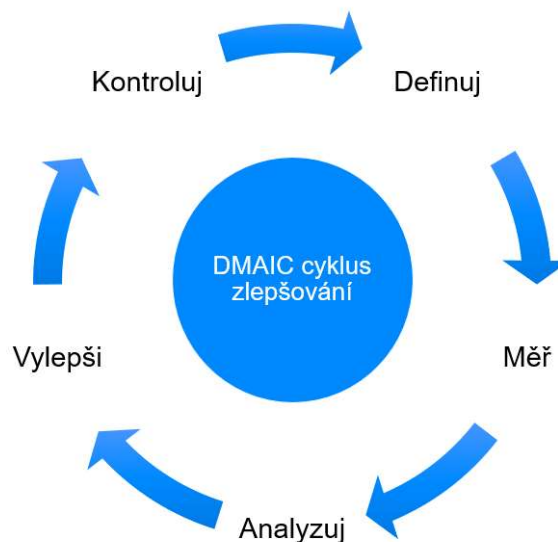 Kontroluj
Definuj
DMAIC cyklus
zlepšování
Vylepši
Měř
Analyzuj